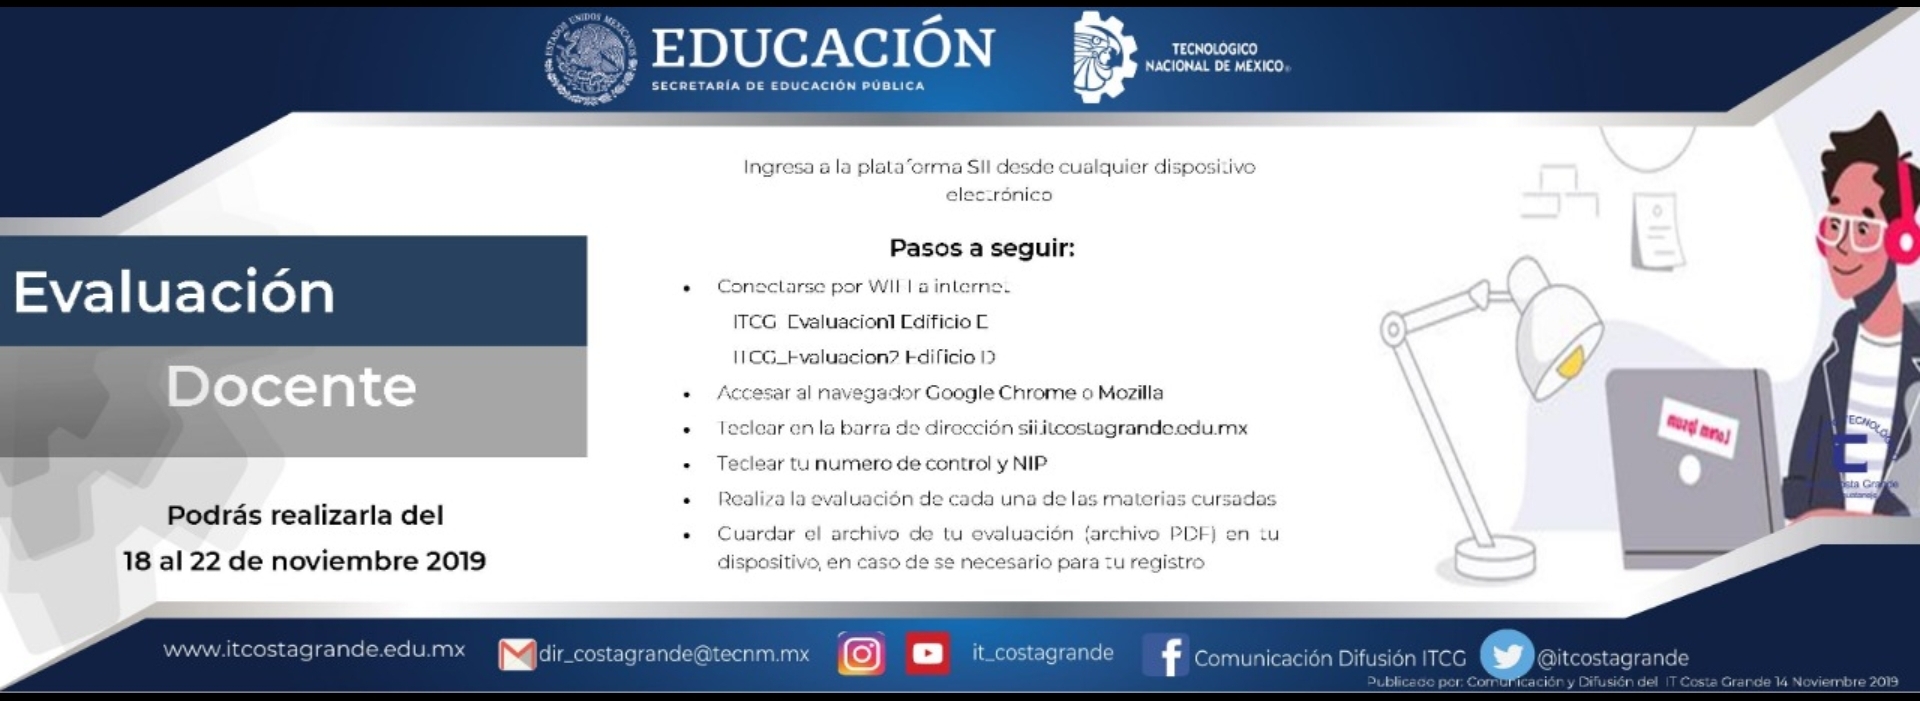 ESTADOS UNIDOS MEXICANOS
EDUCACIÓN
SECRETARÍA DE EDUCACIÓN PÚBLICA
TECNOLÓGICO
NACIONAL DE MÉXICO®
Evaluación
Docente
Podrás realizarla del
18 al 22 de noviembre 2019
Ingresa a la plataforma SII desde cualquier dispositivo
electrónico
Pasos a seguir:
• Conectarse por WIFI a internet
ITCG_Evaluacion1 Edificio E
ITCG_Evaluacion2 Edificio D
• Accesar al navegador Google Chrome o Mozilla
• Teclear en la barra de dirección sii.itcostagrande.edu.mx
• Teclear tu numero de control y NIP
• Realiza la evaluación de cada una de las materias cursadas
• Guardar el archivo de tu evaluación (archivo PDF) en tu
dispositivo, en caso de se necesario para tu registro
www.itcostagrande.edu.mx
dir_costagrande@tecnm.mx
it_costagrande
Comunicación Difusión ITCG
@itcostagrande
Publicado por: Comunicación y Difusión del IT Costa Grande 14 Noviembre 2019